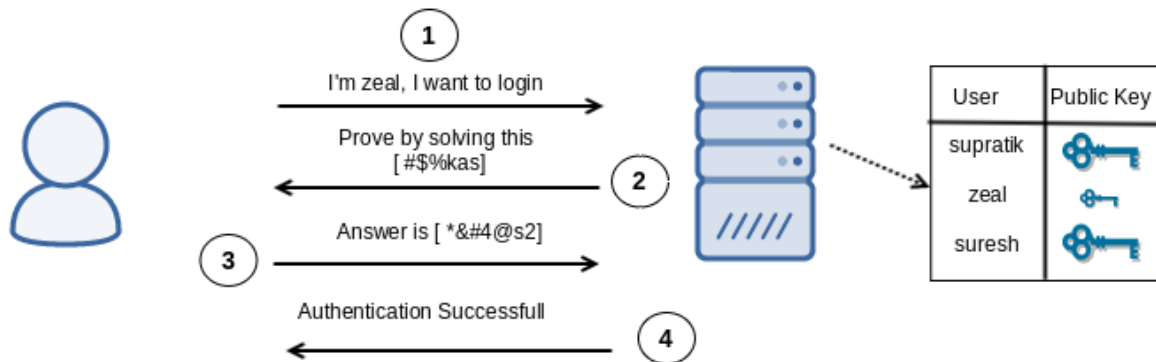 1
I'm zeal, I want to login
Prove by solving this
[ #$%kas]
2
Answer is [ *&#4@s2]
3
Authentication Successfull
4
User Public Key
supratik
zeal
suresh